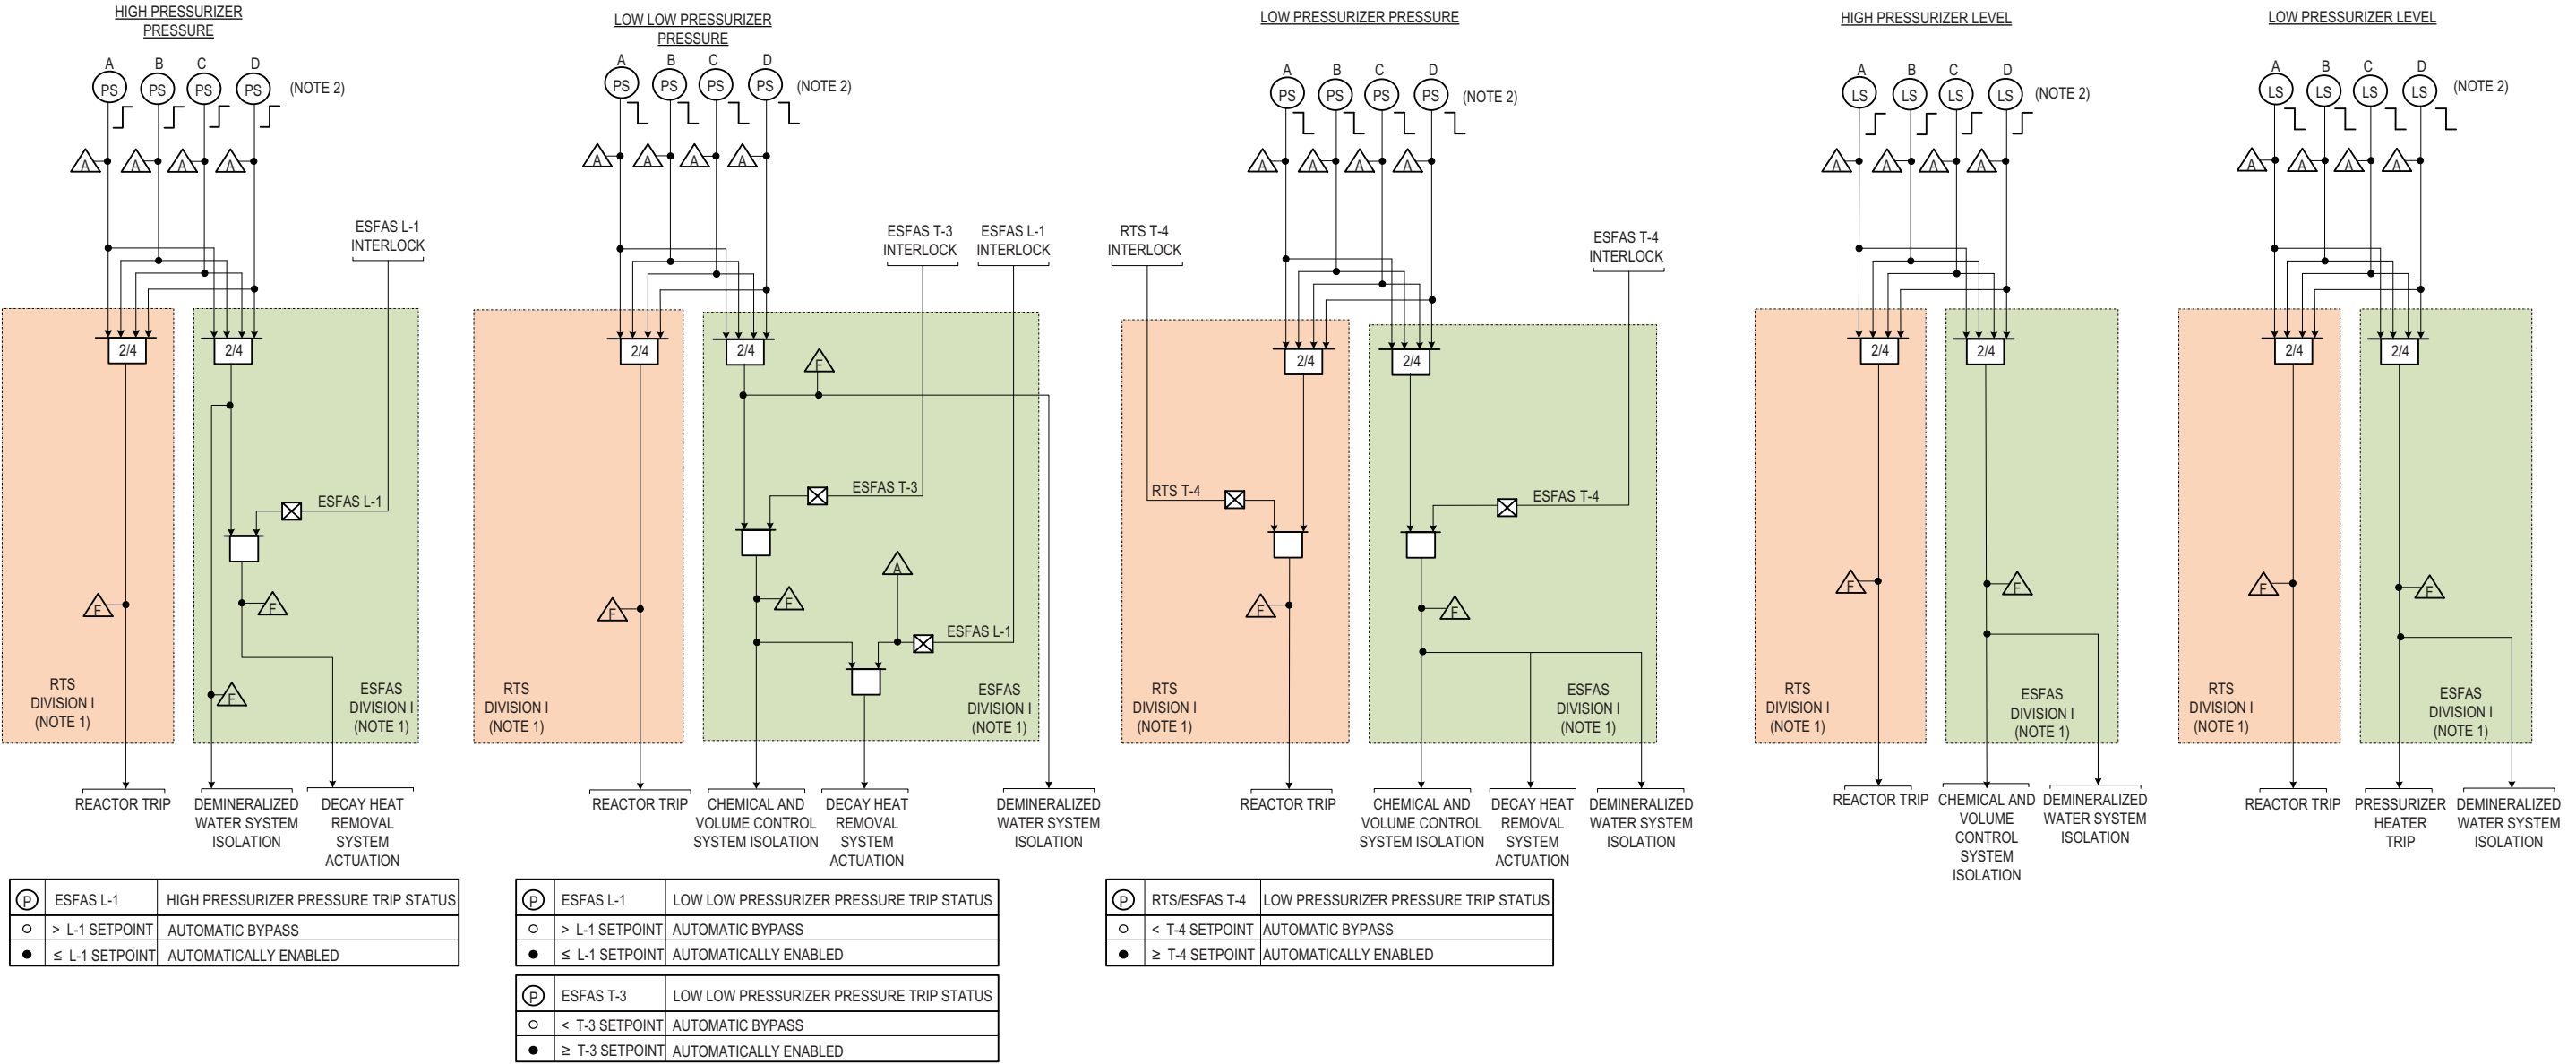 HIGH PRESSURIZER
PRESSURE
A B C D
PS PS PS PS (NOTE 2)
A A A A
ESFAS L-1
INTERLOCK
2/4 2/4
ESFAS L-1
F F
F
RTS
DIVISION I
(NOTE 1)
ESFAS
DIVISION I
(NOTE 1)
REACTOR TRIP
DEMINERALIZED
WATER SYSTEM
ISOLATION
DECAY HEAT
REMOVAL
SYSTEM
ACTUATION
P ESFAS L-1 HIGH PRESSURIZER PRESSURE TRIP STATUS
> L-1 SETPOINT AUTOMATIC BYPASS
≤ L-1 SETPOINT AUTOMATICALLY ENABLED
LOW LOW PRESSURIZER
PRESSURE
A B C D
PS PS PS PS (NOTE 2)
A A A A
ESFAS T-3
INTERLOCK
ESFAS L-1
INTERLOCK
2/4 2/4
F
ESFAS T-3
A
F F
ESFAS L-1
RTS
DIVISION I
(NOTE 1)
ESFAS
DIVISION I
(NOTE 1)
REACTOR TRIP
CHEMICAL AND
VOLUME CONTROL
SYSTEM ISOLATION
DECAY HEAT
REMOVAL
SYSTEM
ACTUATION
DEMINERALIZED
WATER SYSTEM
ISOLATION
P ESFAS L-1 LOW LOW PRESSURIZER PRESSURE TRIP STATUS
> L-1 SETPOINT AUTOMATIC BYPASS
≤ L-1 SETPOINT AUTOMATICALLY ENABLED
P ESFAS T-3 LOW LOW PRESSURIZER PRESSURE TRIP STATUS
< T-3 SETPOINT AUTOMATIC BYPASS
≥ T-3 SETPOINT AUTOMATICALLY ENABLED
LOW PRESSURIZER PRESSURE
A B C D
PS PS PS PS (NOTE 2)
A A A A
RTS T-4
INTERLOCK
ESFAS T-4
INTERLOCK
2/4 2/4
RTS T-4
ESFAS T-4
F F
RTS
DIVISION I
(NOTE 1)
ESFAS
DIVISION I
(NOTE 1)
REACTOR TRIP
CHEMICAL AND
VOLUME CONTROL
SYSTEM ISOLATION
DECAY HEAT
REMOVAL
SYSTEM
ACTUATION
DEMINERALIZED
WATER SYSTEM
ISOLATION
P RTS/ESFAS T-4 LOW PRESSURIZER PRESSURE TRIP STATUS
< T-4 SETPOINT AUTOMATIC BYPASS
≥ T-4 SETPOINT AUTOMATICALLY ENABLED
HIGH PRESSURIZER LEVEL
A B C D
LS LS LS LS (NOTE 2)
A A A A
2/4 2/4
F F
RTS
DIVISION I
(NOTE 1)
ESFAS
DIVISION I
(NOTE 1)
REACTOR TRIP
CHEMICAL AND
VOLUME
CONTROL
SYSTEM
ISOLATION
DEMINERALIZED
WATER SYSTEM
ISOLATION
LOW PRESSURIZER LEVEL
A B C D
LS LS LS LS (NOTE 2)
A A A A
2/4 2/4
F F
RTS
DIVISION I
(NOTE 1)
ESFAS
DIVISION I
(NOTE 1)
REACTOR TRIP
PRESSURIZER
HEATER
TRIP
DEMINERALIZED
WATER SYSTEM
ISOLATION